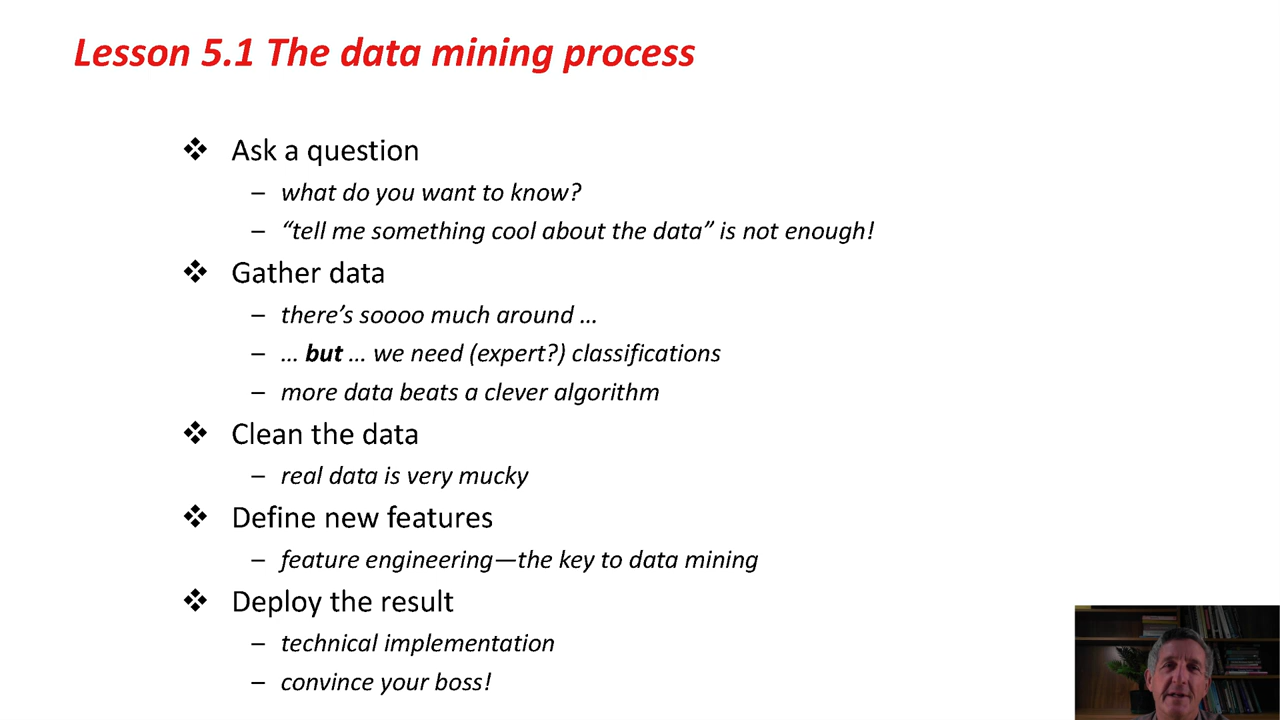 Lesson 5.1 The data mining process
❖ Ask a question
– what do you want to know?
– “tell me something cool about the data” is not enough!
❖ Gather data
– there’s soooo much around …
– … but … we need (expert?) classifications
– more data beats a clever algorithm
❖ Clean the data
– real data is very mucky
❖ Define new features
– feature engineering—the key to data mining
❖ Deploy the result
– technical implementation
– convince your boss!